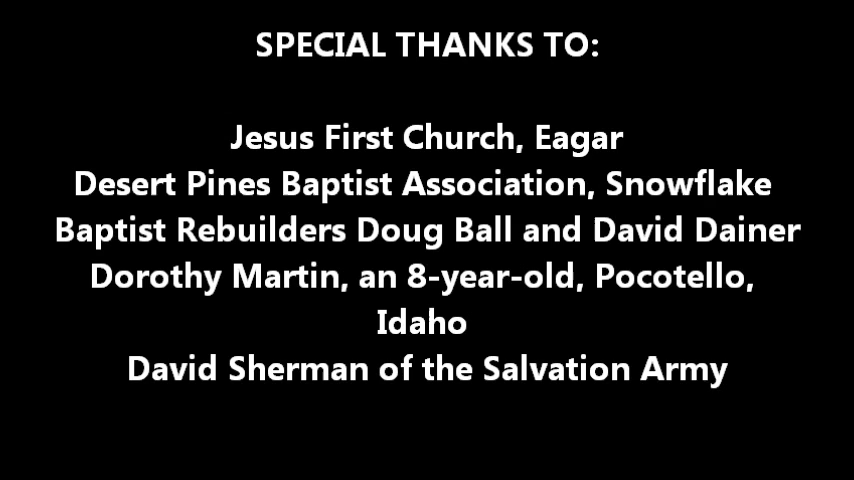 SPECIAL THANKS TO:
Jesus First Church, Eagar
Desert Pines Baptist Association, Snowflake
Baptist Rebuilders Doug Ball and David Dainer
Dorothy Martin, an 8-year-old, Pocotello,
Idaho
David Sherman of the Salvation Army